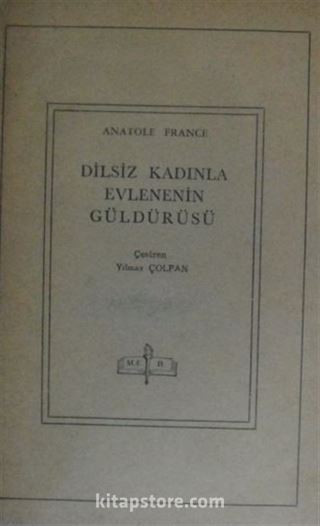 ANATOLE FRANCE
DİLSİZ KADINLA
EVLENENİN
GÜLDÜRÜSÜ
Çeviren
Yılmaz ÇOLPAN
M.E. B.
kitapstore.com